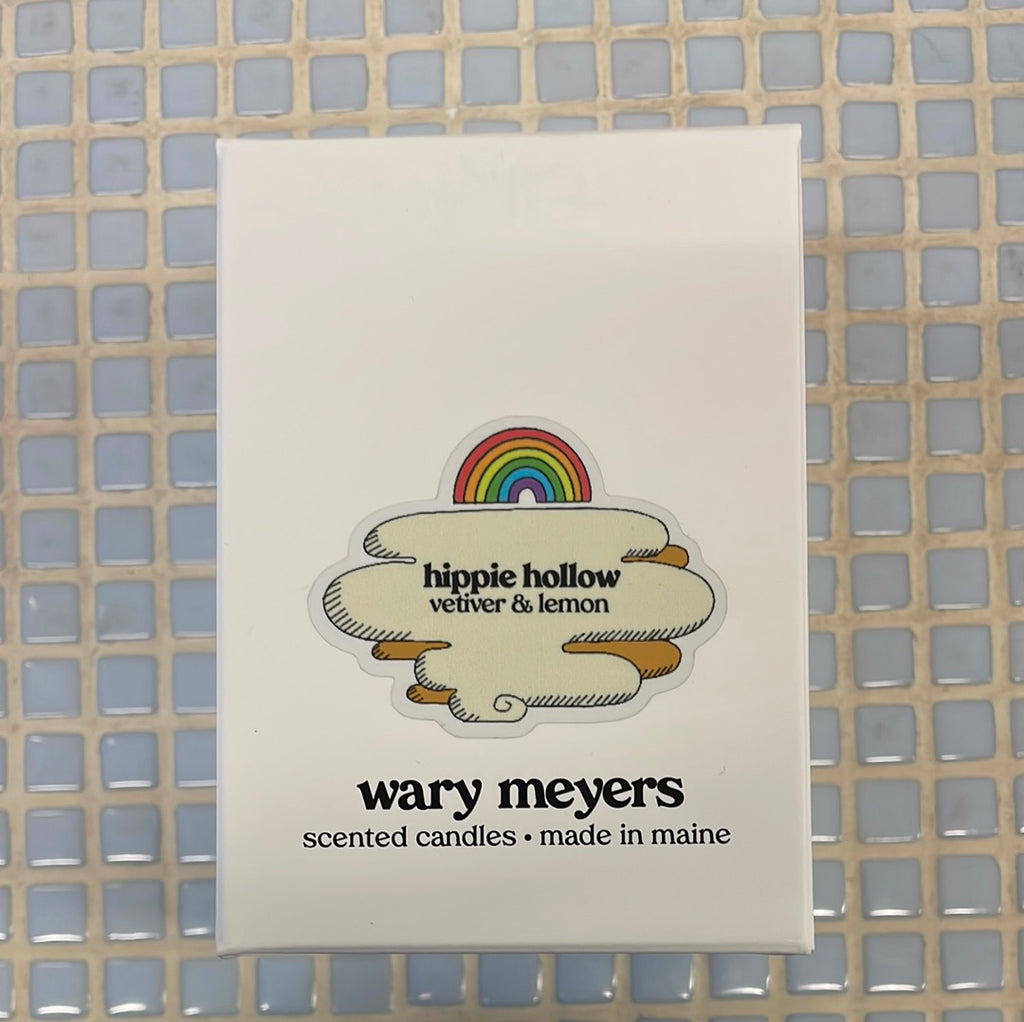 hippie hollow
vetiver & lemon
wary meyers
scented candles • made in maine